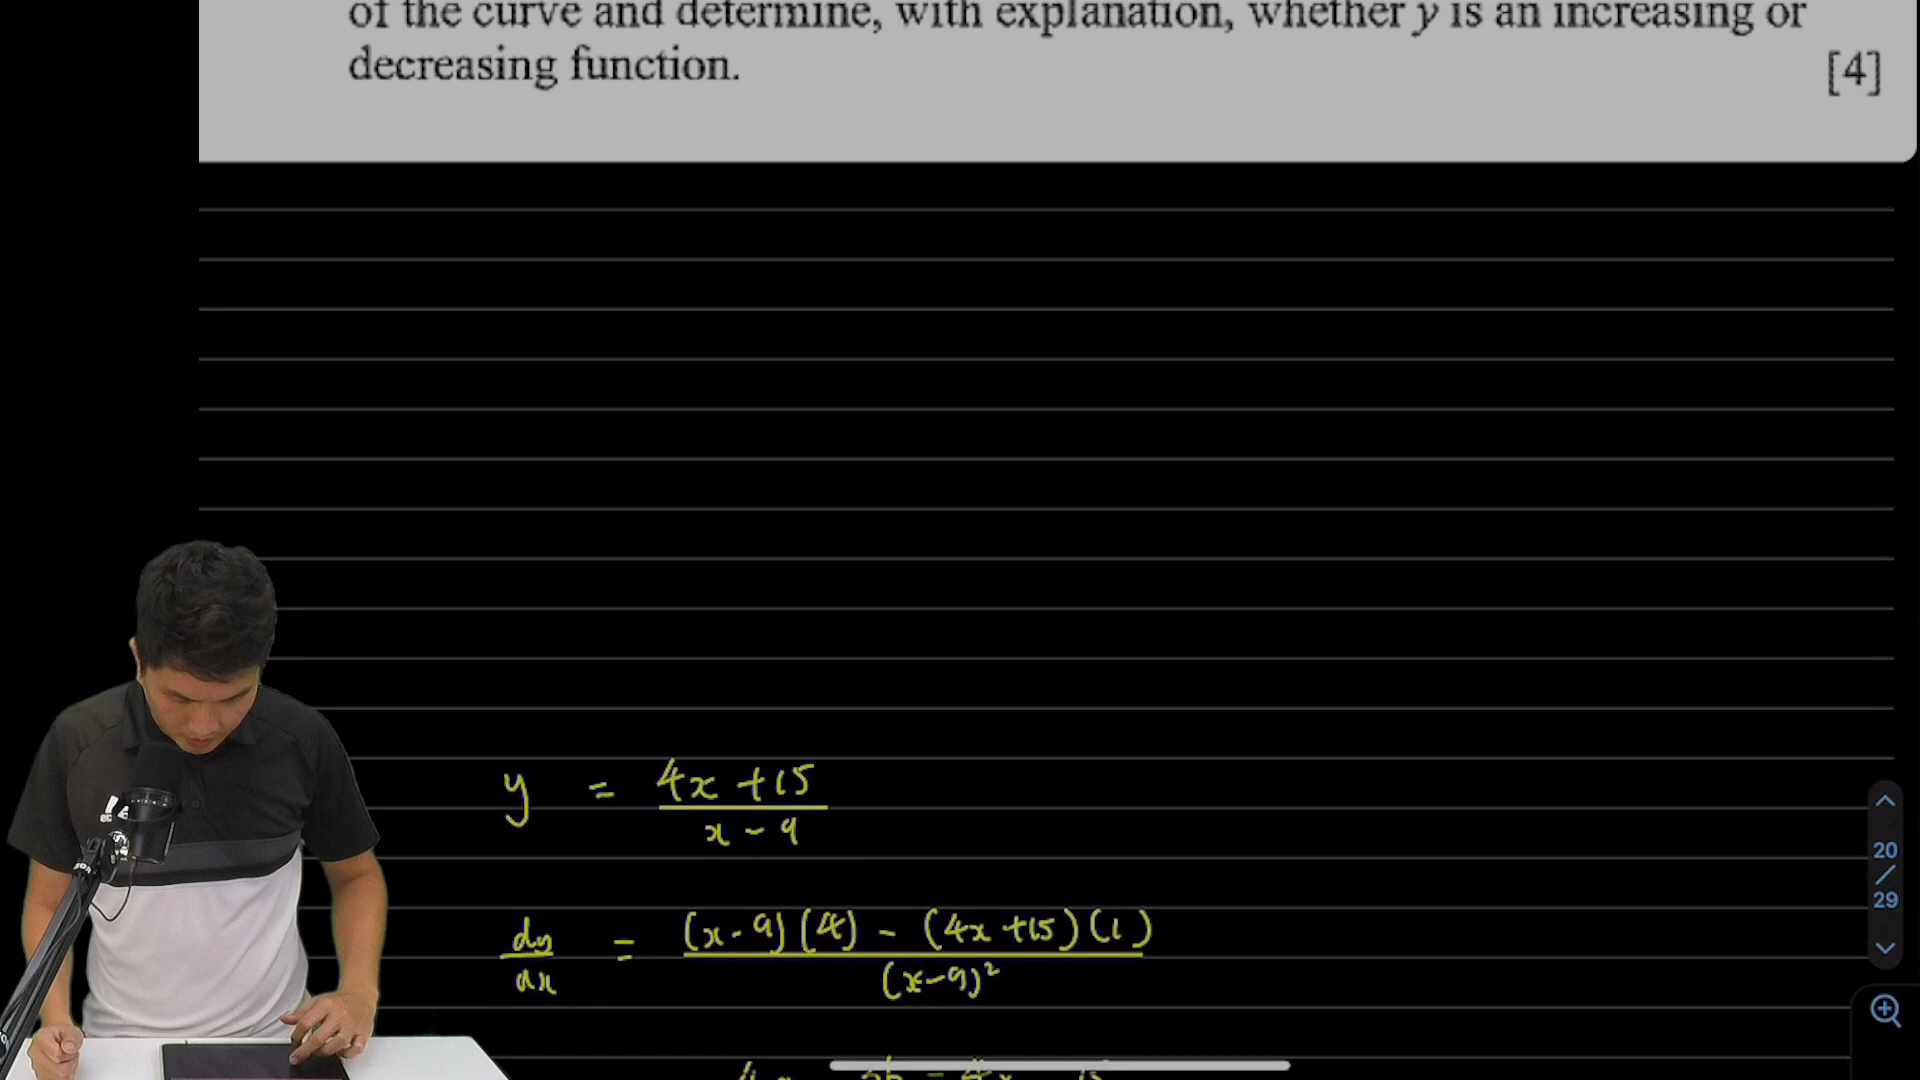 of the curve and determine, with explanation, whether y is an increasing or
decreasing function.
[4]
y = (4x + 15)/(x - 9)
dy/dx = ((x-9)(4) - (4x+15)(1))/(x-9)²
20
/
29